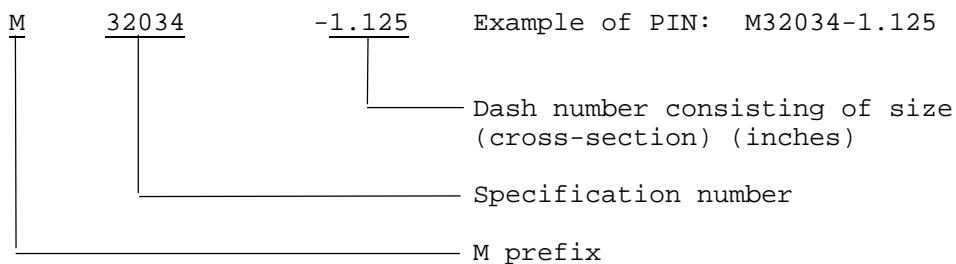 M 32034 -1.125 Example of PIN: M32034-1.125
Dash number consisting of size
(cross-section) (inches)
Specification number
M prefix